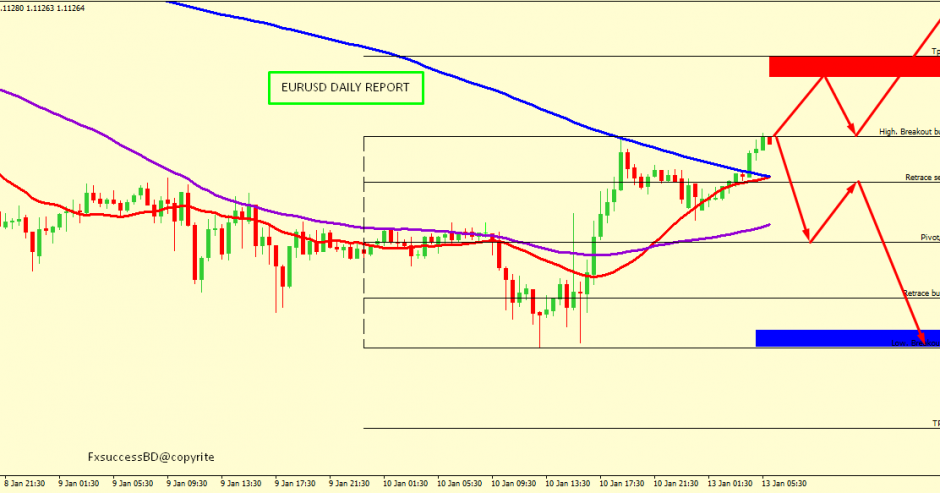 .11280 1.11263 1.11264
Tp
EURUSD DAILY REPORT
High. Breakout bu
Retrace se
Pivot
Retrace bu
Low.
TP
FxsuccessBD@copyrite
8 Jan 21:30 9 Jan 01:30 9 Jan 05:30 9 Jan 09:30 9 Jan 13:30 9 Jan 17:30 9 Jan 21:30 10 Jan 01:30 10 Jan 05:30 10 Jan 09:30 10 Jan 13:30 10 Jan 17:30 10 Jan 21:30 13 Jan 01:30 13 Jan 05:30